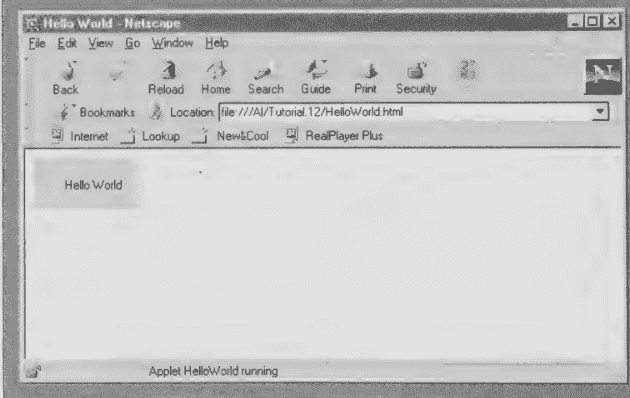 Hello World - Netscape
File Edit View Go Window Help
Back Reload Home Search Guide Print Security
N
Bookmarks Location: file:///A|/Tutorial.12/HelloWorld.html
Internet Lookup New&Cool RealPlayer Plus
Hello World
Applet HelloWorld running